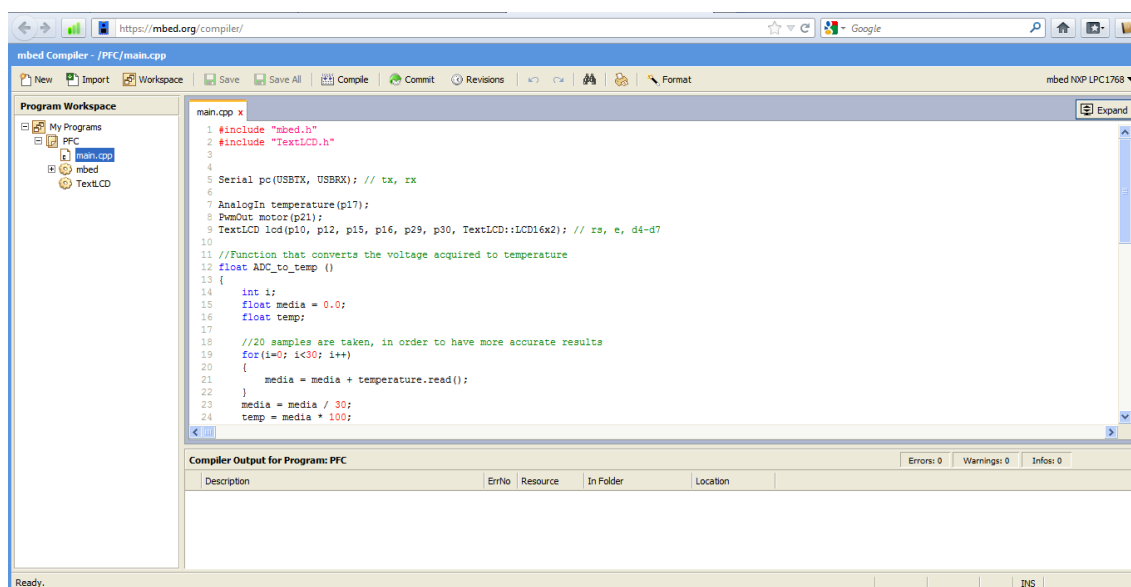 https://mbed.org/compiler/
Google
mbed Compiler - /PFC/main.cpp
New Import Workspace Save Save All Compile Commit Revisions Format mbed NXP LPC1768
Program Workspace
My Programs
PFC
main.cpp
mbed
TextLCD
main.cpp x
Expand
1 #include "mbed.h"
2 #include "TextLCD.h"
3
4
5 Serial pc(USBTX, USBRX); // tx, rx
6
7 AnalogIn temperature(p17);
8 PwmOut motor(p21);
9 TextLCD lcd(p10, p12, p15, p16, p29, p30, TextLCD::LCD16x2); // rs, e, d4-d7
10
11 //Function that converts the voltage acquired to temperature
12 float ADC_to_temp ()
13 {
14 int i;
15 float media = 0.0;
16 float temp;
17
18 //20 samples are taken, in order to have more accurate results
19 for(i=0; i<30; i++)
20 {
21 media = media + temperature.read();
22 }
23 media = media / 30;
24 temp = media * 100;
Compiler Output for Program: PFC
Errors: 0 Warnings: 0 Infos: 0
Description ErrNo Resource In Folder Location
Ready.
INS